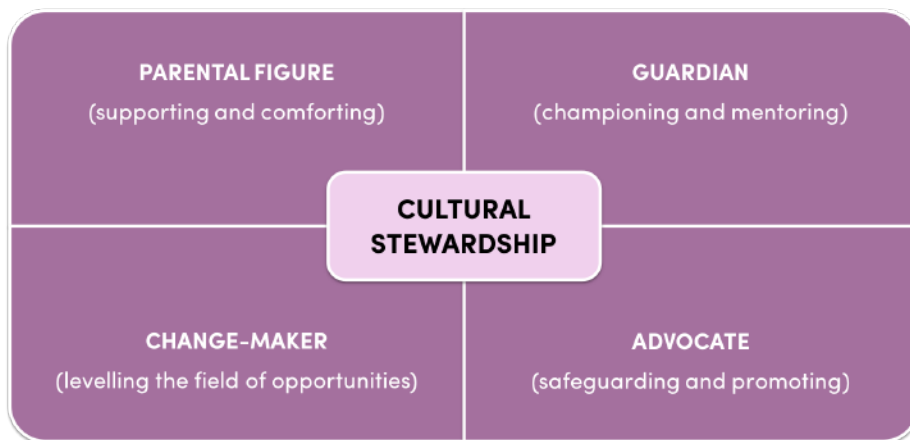 PARENTAL FIGURE
(supporting and comforting)
GUARDIAN
(championing and mentoring)
CULTURAL
STEWARDSHIP
CHANGE-MAKER
(levelling the field of opportunities)
ADVOCATE
(safeguarding and promoting)